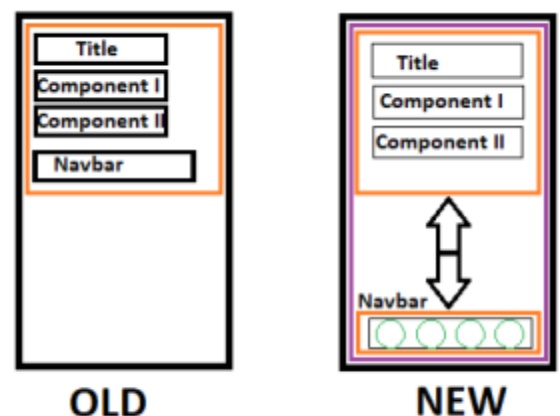 Title
Component I
Component II
Navbar
OLD
Title
Component I
Component II
Navbar
NEW